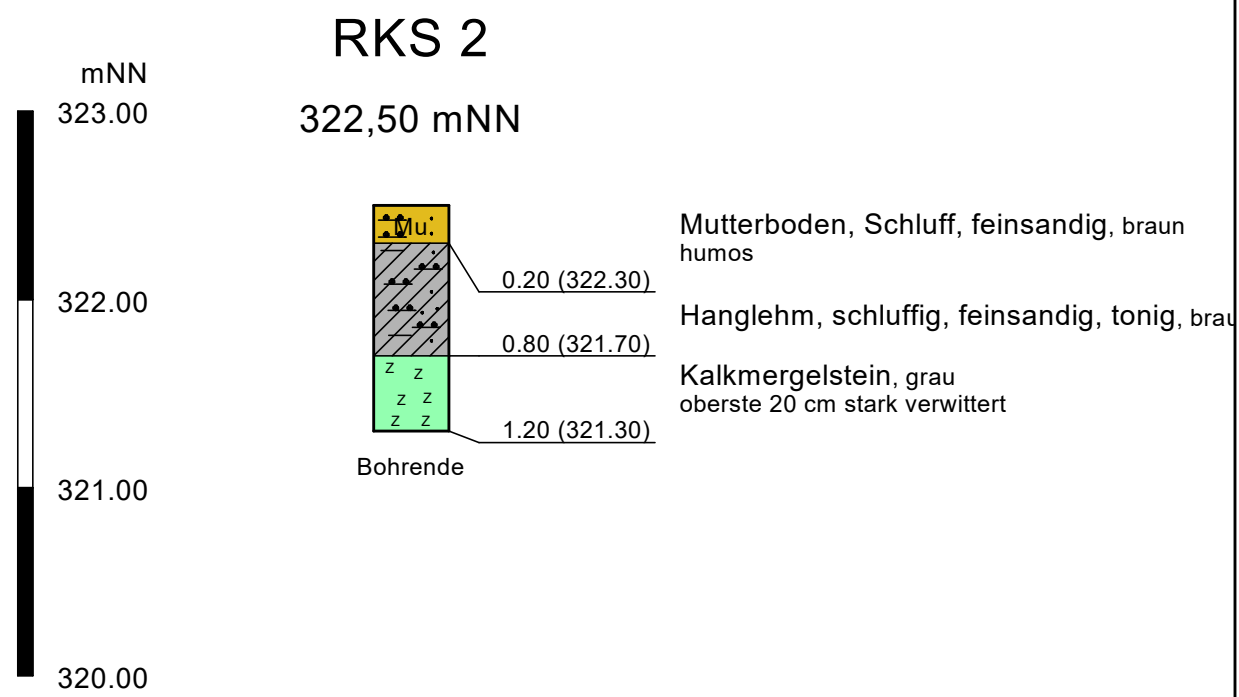 RKS 2
mNN
323.00
322,50 mNN
Mu.
Mutterboden, Schluff, feinsandig, braun
humos
0.20 (322.30)
322.00
Hanglehm, schluffig, feinsandig, tonig, brau
0.80 (321.70)
z z
Kalkmergelstein, grau
z z
oberste 20 cm stark verwittert
z z
1.20 (321.30)
Bohrende
321.00
320.00